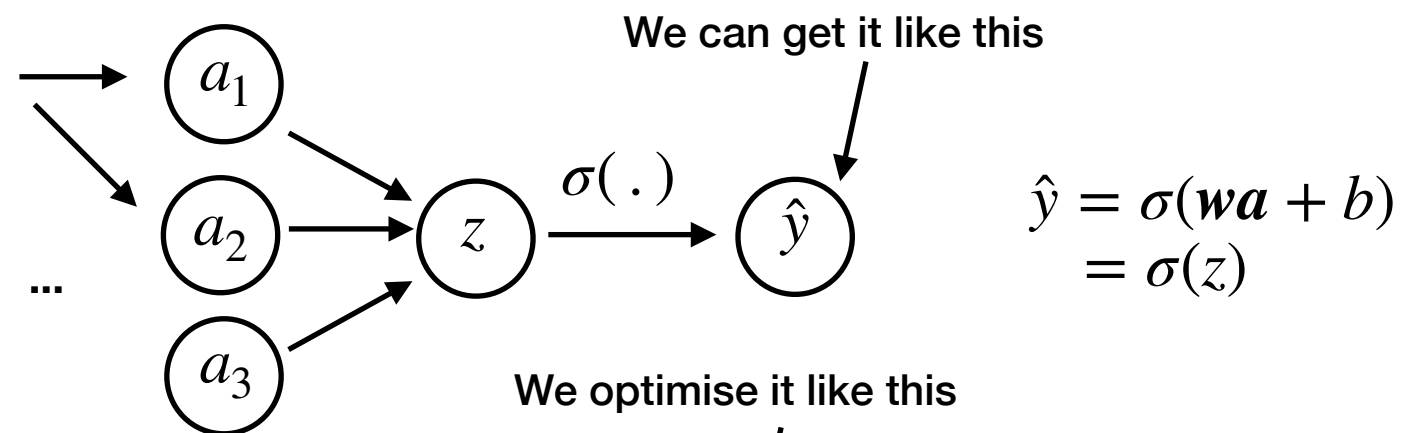 We can get it like this
a₁
σ( . )
a₂
z
ŷ
ŷ = σ(wa + b)
= σ(z)
...
a₃
We optimise it like this